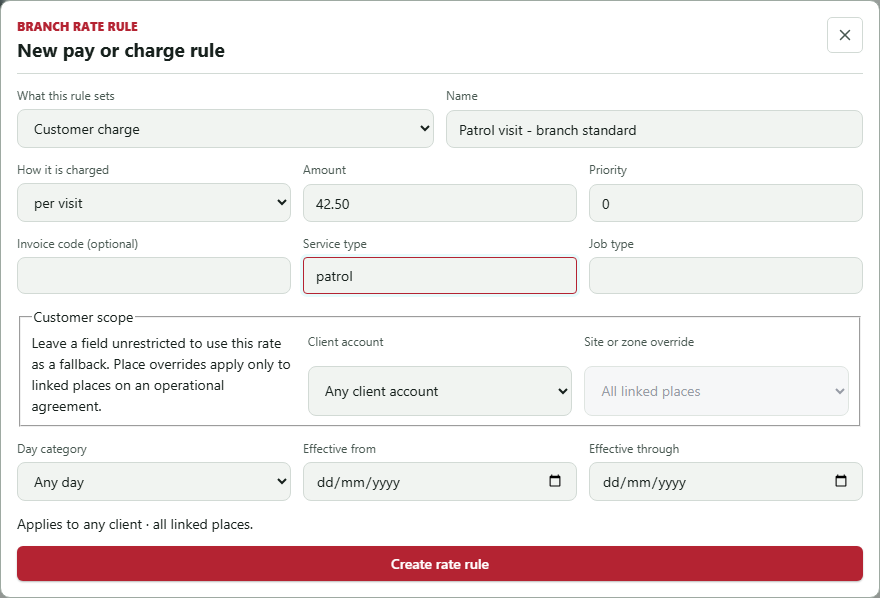 BRANCH RATE RULE
New pay or charge rule
What this rule sets
Name
Customer charge
Patrol visit - branch standard
How it is charged
Amount
Priority
per visit
42.50
0
Invoice code (optional)
Service type
Job type
patrol
Customer scope
Leave a field unrestricted to use this rate
as a fallback. Place overrides apply only to
linked places on an operational
agreement.
Client account
Site or zone override
Any client account
All linked places
Day category
Effective from
Effective through
Any day
dd/mm/yyyy
dd/mm/yyyy
Applies to any client · all linked places.
Create rate rule